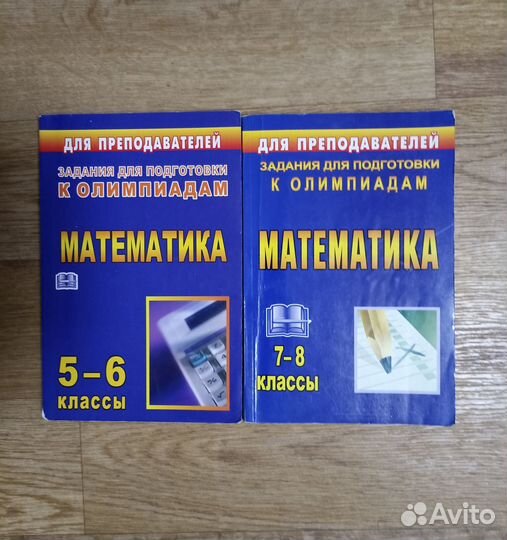 ДЛЯ ПРЕПОДАВАТЕЛЕЙ
ЗАДАНИЯ ДЛЯ ПОДГОТОВКИ
К ОЛИМПИАДАМ
МАТЕМАТИКА
5–6
классы
ДЛЯ ПРЕПОДАВАТЕЛЕЙ
ЗАДАНИЯ ДЛЯ ПОДГОТОВКИ
К ОЛИМПИАДАМ
МАТЕМАТИКА
7–8
классы
Avito